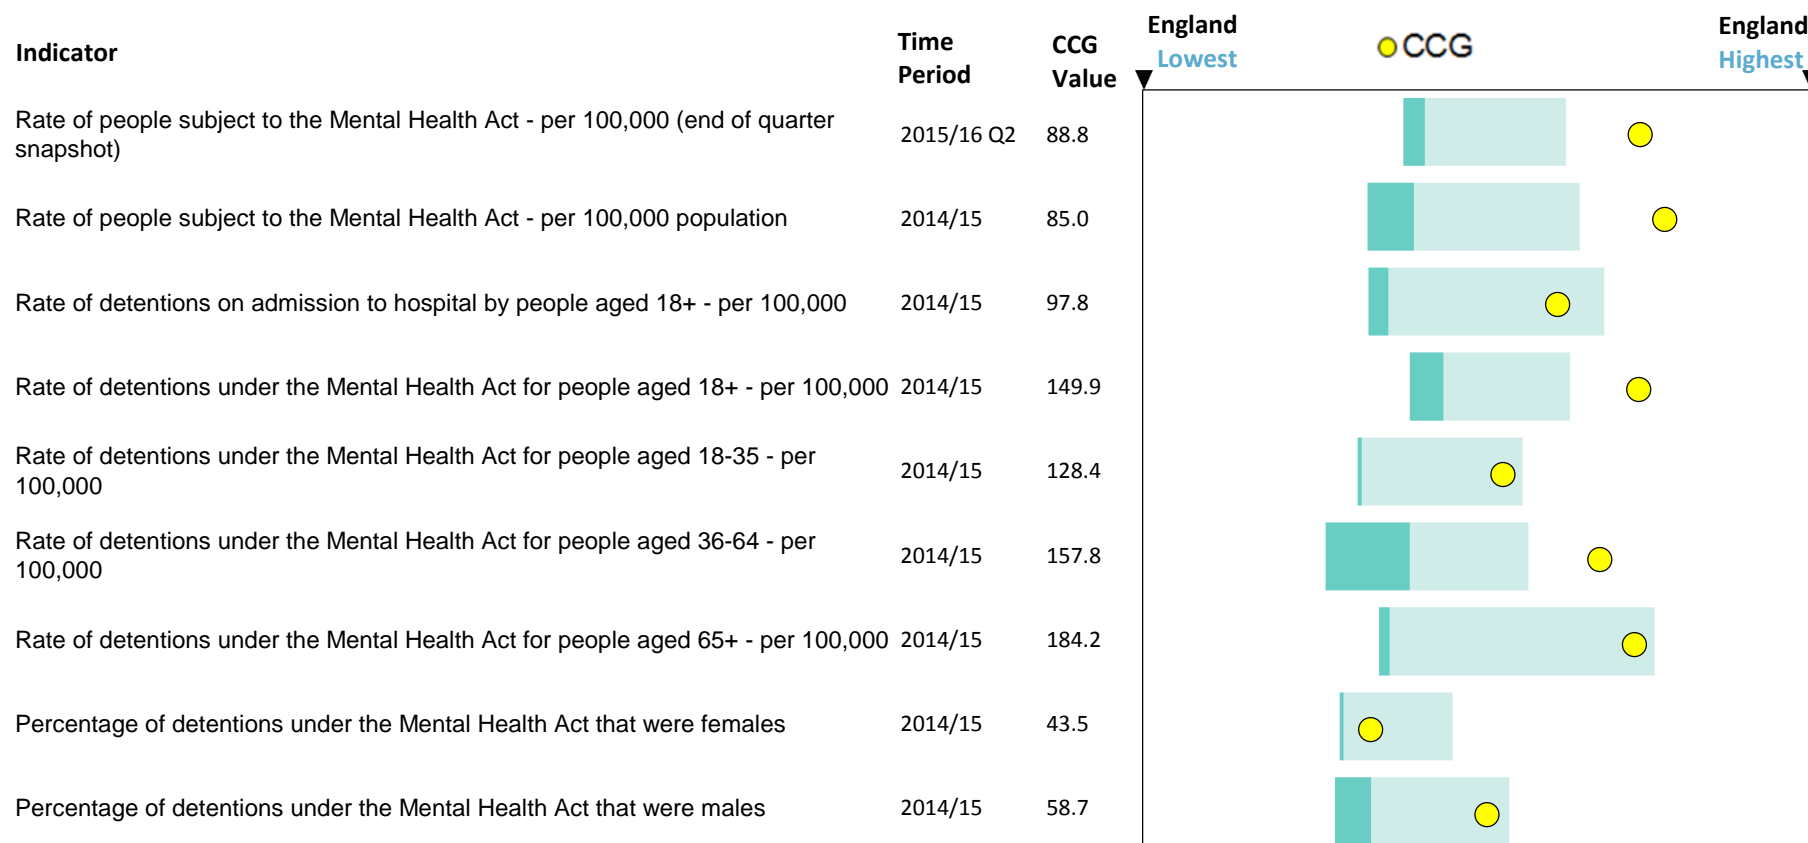 Indicator
Time
Period
CCG
Value
England
Lowest
CCG
England
Highest
Rate of people subject to the Mental Health Act - per 100,000 (end of quarter
snapshot)
2015/16 Q2
88.8
Rate of people subject to the Mental Health Act - per 100,000 population
2014/15
85.0
Rate of detentions on admission to hospital by people aged 18+ - per 100,000
2014/15
97.8
Rate of detentions under the Mental Health Act for people aged 18+ - per 100,000
2014/15
149.9
Rate of detentions under the Mental Health Act for people aged 18-35 - per
100,000
2014/15
128.4
Rate of detentions under the Mental Health Act for people aged 36-64 - per
100,000
2014/15
157.8
Rate of detentions under the Mental Health Act for people aged 65+ - per 100,000
2014/15
184.2
Percentage of detentions under the Mental Health Act that were females
2014/15
43.5
Percentage of detentions under the Mental Health Act that were males
2014/15
58.7